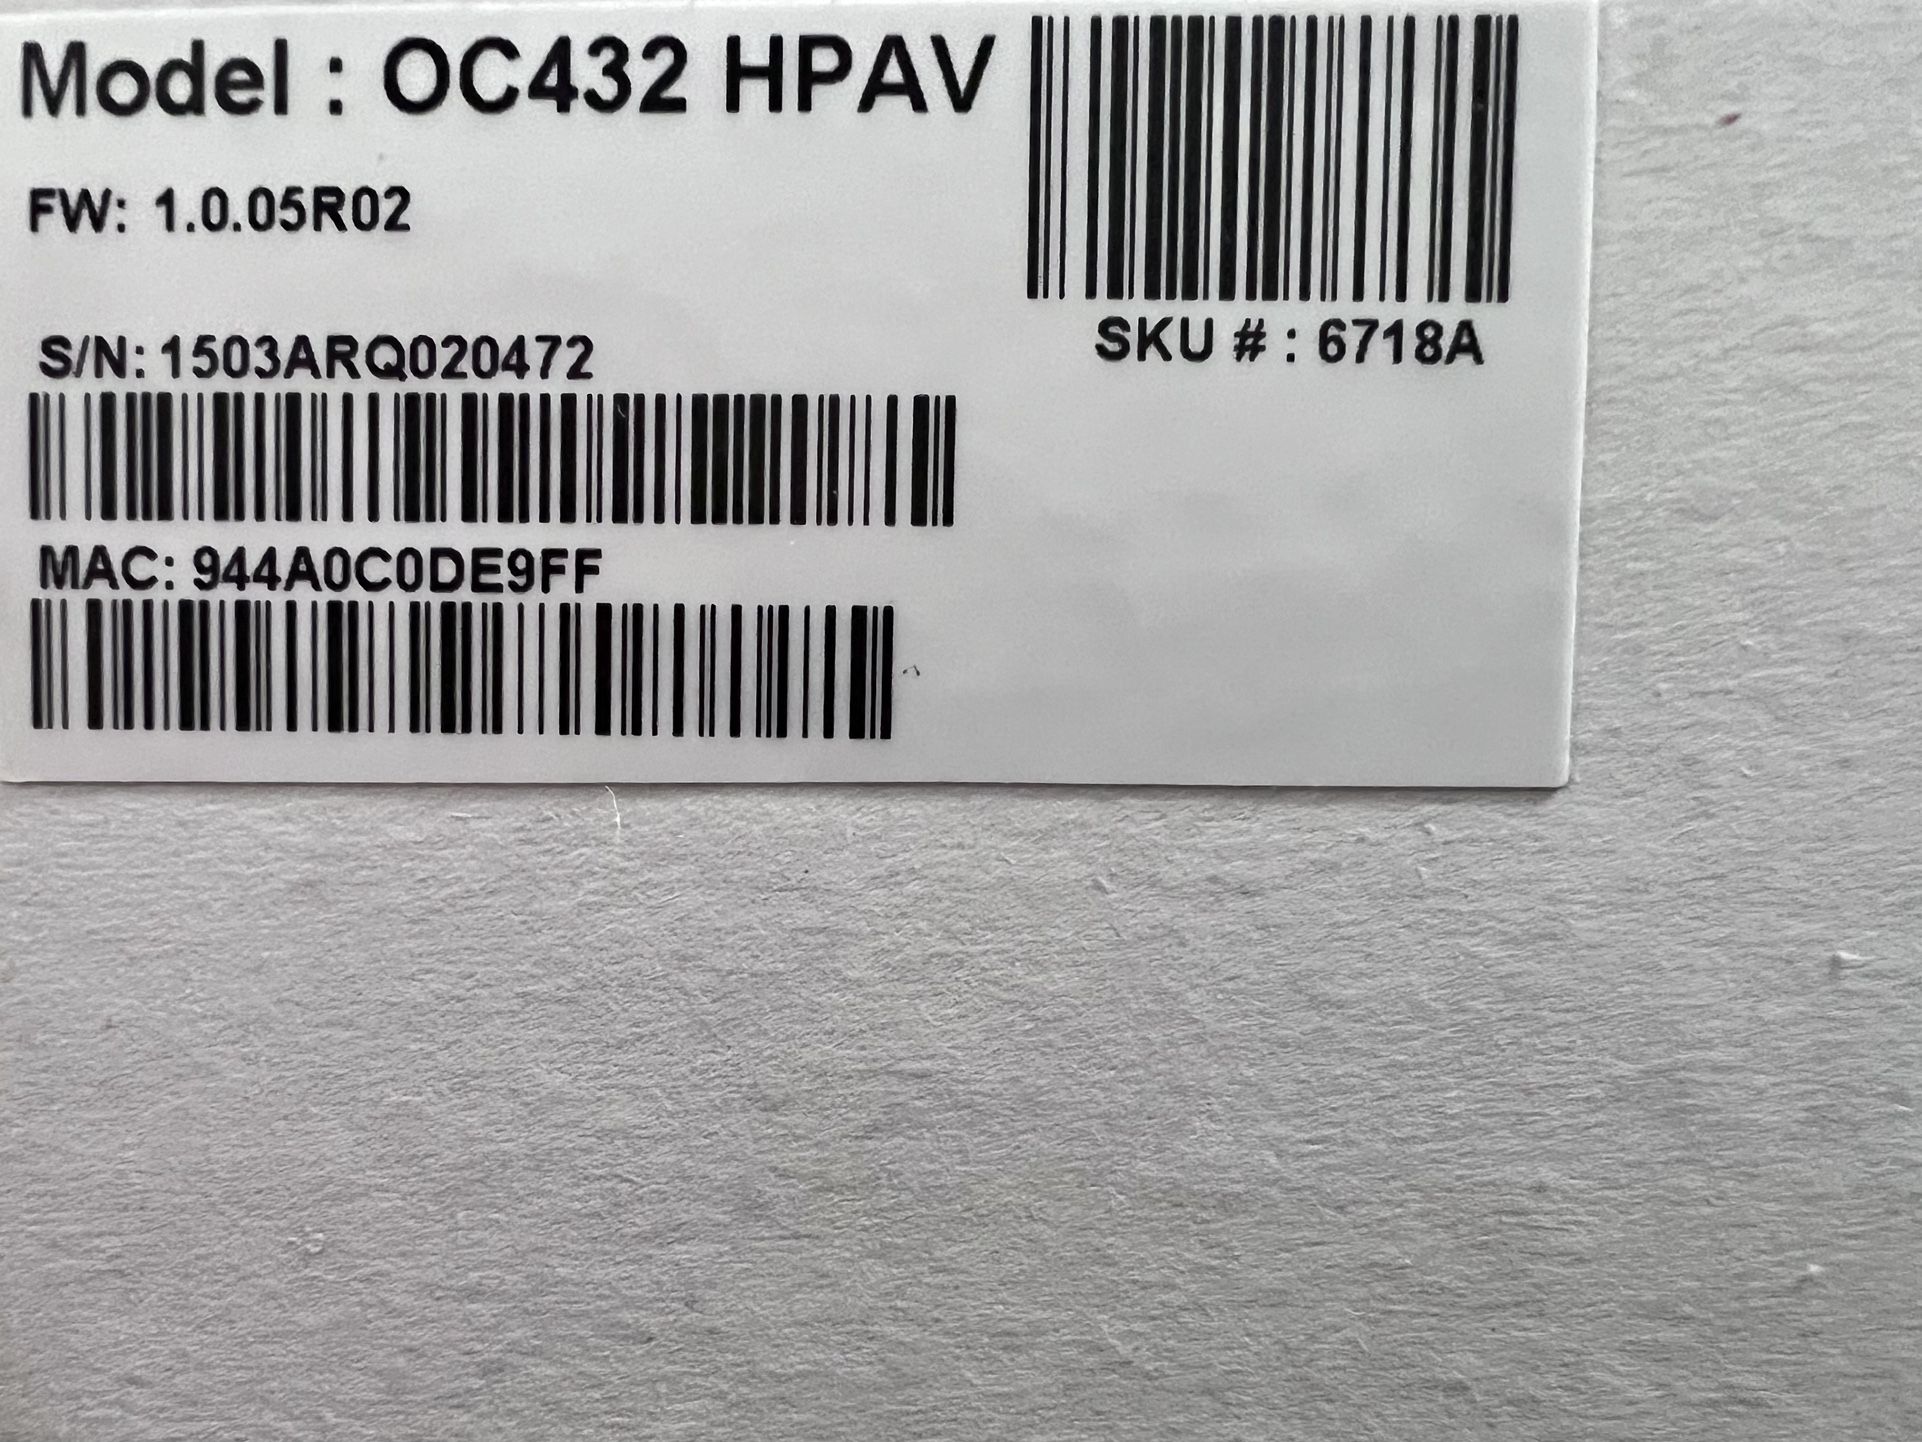 Model : OC432 HPAV
FW: 1.0.05R02
SKU # : 6718A
S/N: 1503ARQ020472
MAC: 944A0C0DE9FF